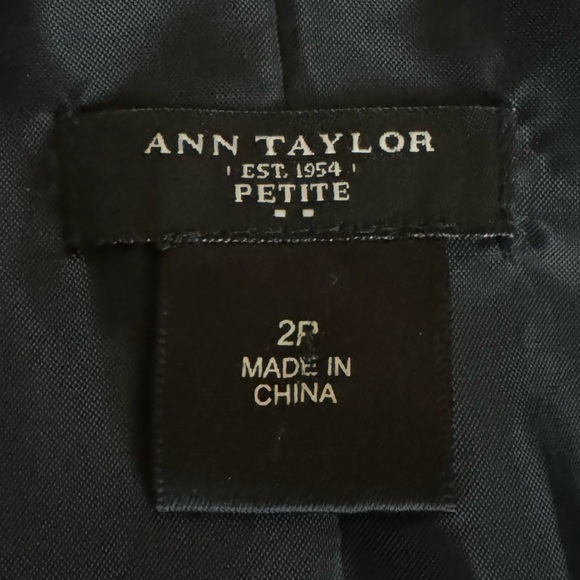 ANN TAYLOR
EST. 1954
PETITE
2P
MADE IN
CHINA